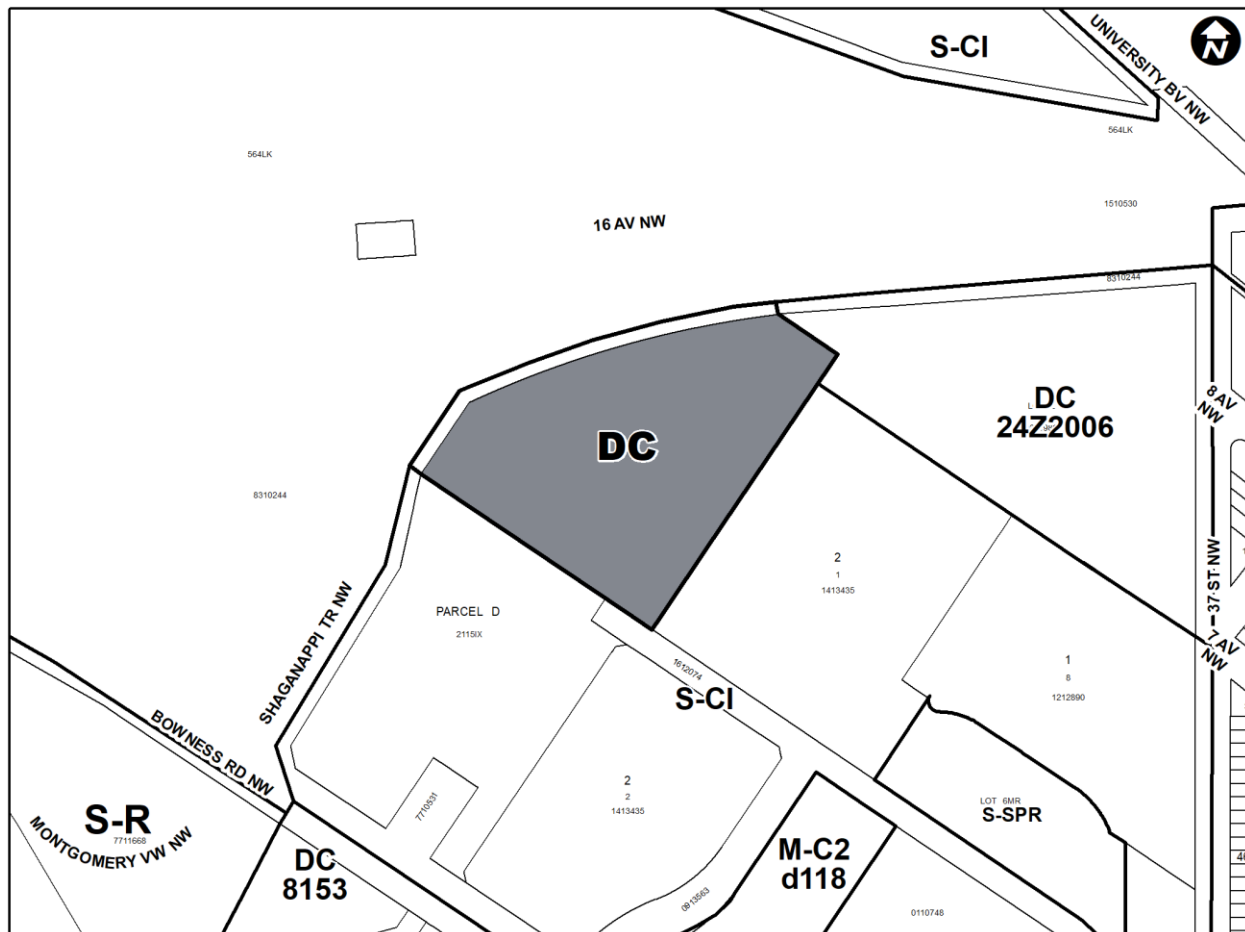 S-CI
N
UNIVERSITY BV NW
564LK
564LK
1510530
16 AV NW
8310244
8 AV
NW
DC
24Z2006
DC
8310244
2
1
1413435
37 ST NW
7 AV
NW
PARCEL D
2115IX
SHAGANAPPI TR NW
1612074
1
8
1212890
S-CI
BOWNESS RD NW
2
2
1413435
7710531
LOT 6MR
S-SPR
S-R
7711668
MONTGOMERY VW NW
DC
8153
M-C2
d118
0913563
0110748